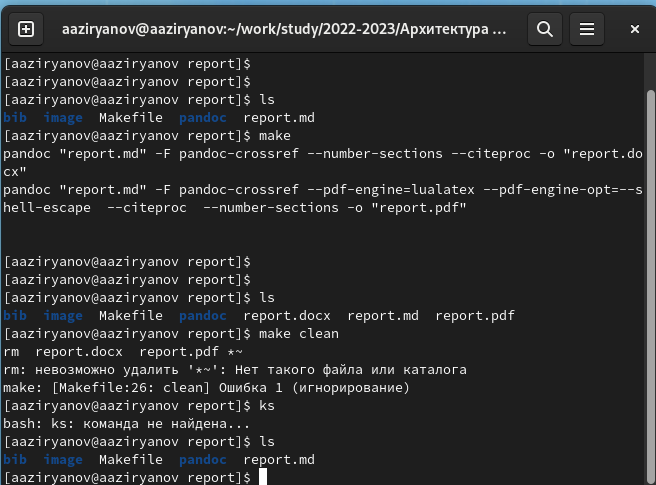 aaziryanov@aaziryanov:~/work/study/2022-2023/Архитектура ...
[aaziryanov@aaziryanov report]$
[aaziryanov@aaziryanov report]$
[aaziryanov@aaziryanov report]$ ls
bib  image  Makefile  pandoc  report.md
[aaziryanov@aaziryanov report]$ make
pandoc "report.md" -F pandoc-crossref --number-sections --citeproc -o "report.do
cx"
pandoc "report.md" -F pandoc-crossref --pdf-engine=lualatex --pdf-engine-opt=--s
hell-escape  --citeproc  --number-sections -o "report.pdf"
[aaziryanov@aaziryanov report]$
[aaziryanov@aaziryanov report]$
[aaziryanov@aaziryanov report]$ ls
bib  image  Makefile  pandoc  report.docx  report.md  report.pdf
[aaziryanov@aaziryanov report]$ make clean
rm  report.docx  report.pdf *~
rm: невозможно удалить '*~': Нет такого файла или каталога
make: [Makefile:26: clean] Ошибка 1 (игнорирование)
[aaziryanov@aaziryanov report]$ ks
bash: ks: команда не найдена...
[aaziryanov@aaziryanov report]$ ls
bib  image  Makefile  pandoc  report.md
[aaziryanov@aaziryanov report]$